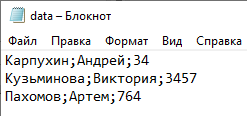 data – Блокнот
Файл Правка Формат Вид Справка
Карпухин;Андрей;34
Кузьминова;Виктория;3457
Пахомов;Артем;764